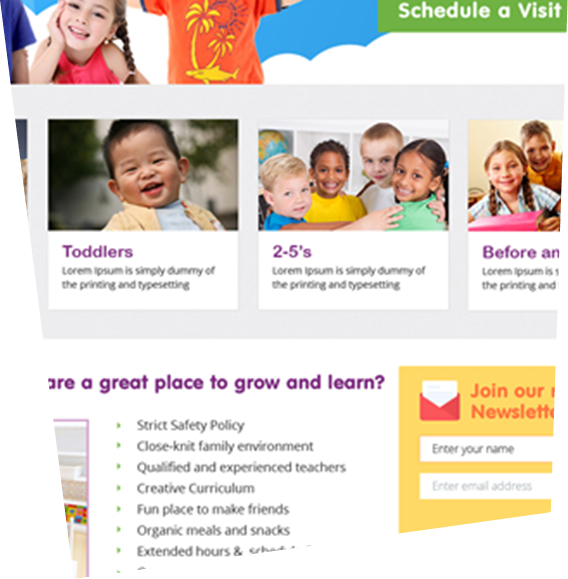 Schedule a Visit
Toddlers
Lorem Ipsum is simply dummy of
the printing and typesetting
2-5's
Lorem Ipsum is simply dummy of
the printing and typesetting
Before an
Lorem Ipsum is s
the printing and
are a great place to grow and learn?
Strict Safety Policy
Close-knit family environment
Qualified and experienced teachers
Creative Curriculum
Fun place to make friends
Organic meals and snacks
Extended hours &
Join our
Newslette
Enter your name
Enter email address